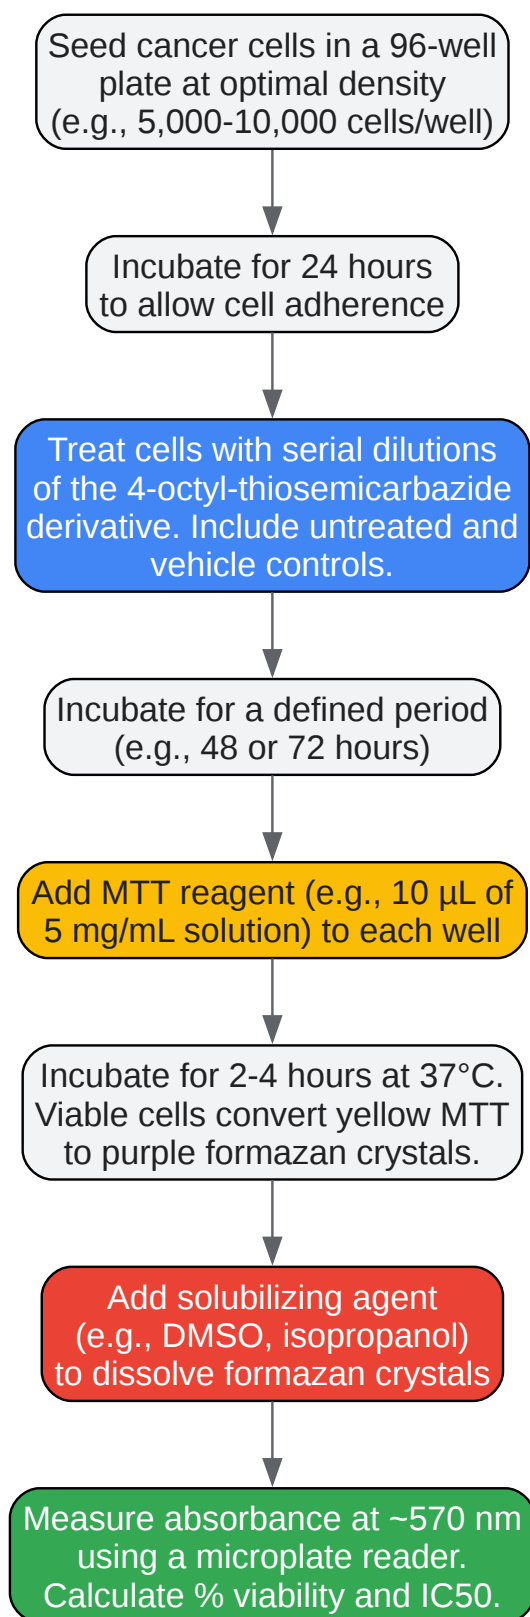 Seed cancer cells in a 96-well
plate at optimal density
(e.g., 5,000-10,000 cells/well)
Incubate for 24 hours
to allow cell adherence
Treat cells with serial dilutions
of the 4-octyl-thiosemicarbazide
derivative. Include untreated and
vehicle controls.
Incubate for a defined period
(e.g., 48 or 72 hours)
Add MTT reagent (e.g., 10 µL of
5 mg/mL solution) to each well
Incubate for 2-4 hours at 37°C.
Viable cells convert yellow MTT
to purple formazan crystals.
Add solubilizing agent
(e.g., DMSO, isopropanol)
to dissolve formazan crystals
Measure absorbance at ~570 nm
using a microplate reader.
Calculate % viability and IC50.